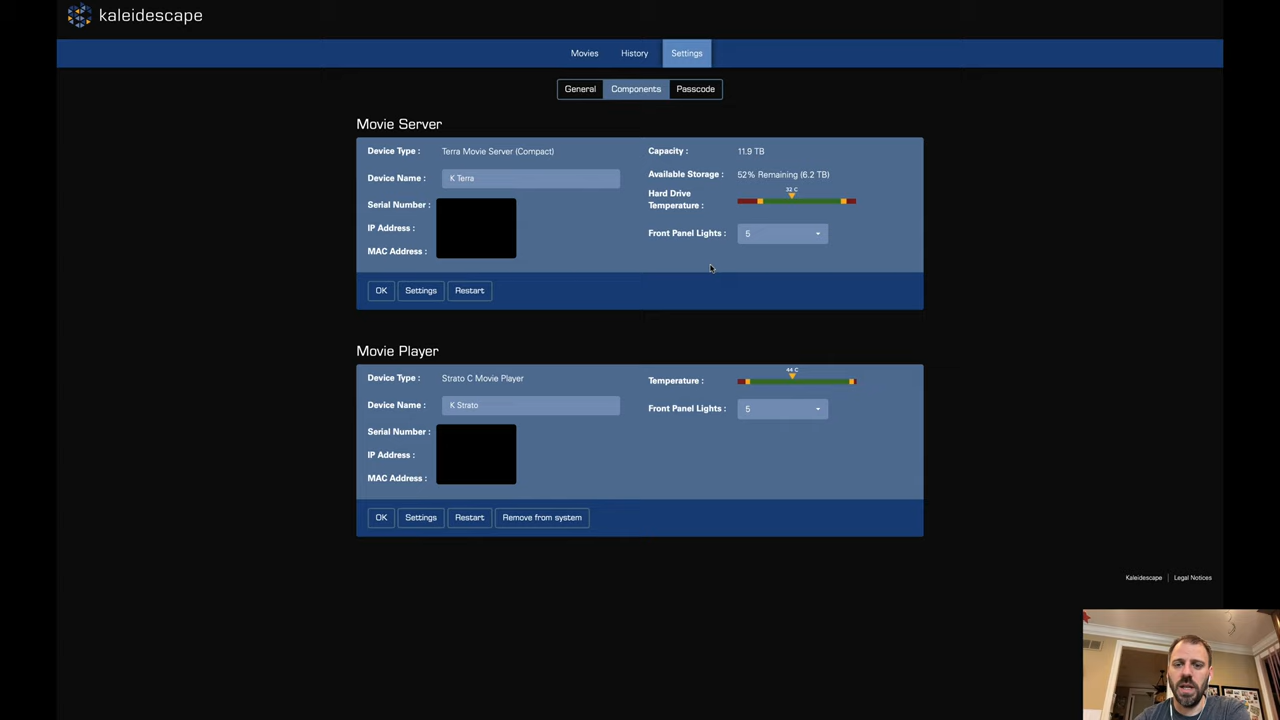 kaleidescape
Movies
History
Settings
General
Components
Passcode
Movie Server
Device Type :
Terra Movie Server (Compact)
Device Name :
K Terra
Serial Number :
IP Address :
MAC Address :
Capacity :
11.9 TB
Available Storage :
52% Remaining (6.2 TB)
Hard Drive
Temperature :
32 C
Front Panel Lights :
5
OK
Settings
Restart
Movie Player
Device Type :
Strato C Movie Player
Device Name :
K Strato
Serial Number :
IP Address :
MAC Address :
Temperature :
44 C
Front Panel Lights :
5
OK
Settings
Restart
Remove from system
Kaleidescape | Legal Notices